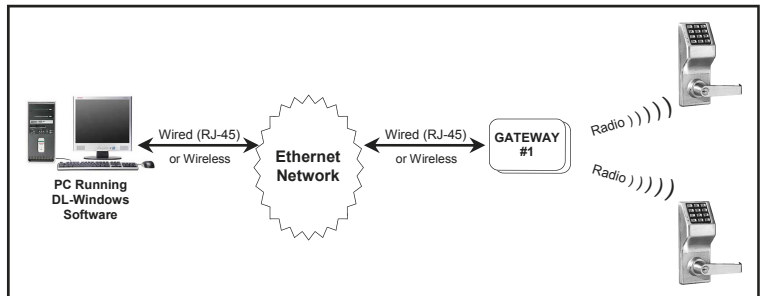 PC Running
DL-Windows
Software
Wired (RJ-45)
or Wireless
Ethernet
Network
Wired (RJ-45)
or Wireless
GATEWAY
#1
Radio ) ) ) ) )
Radio ) ) ) ) )